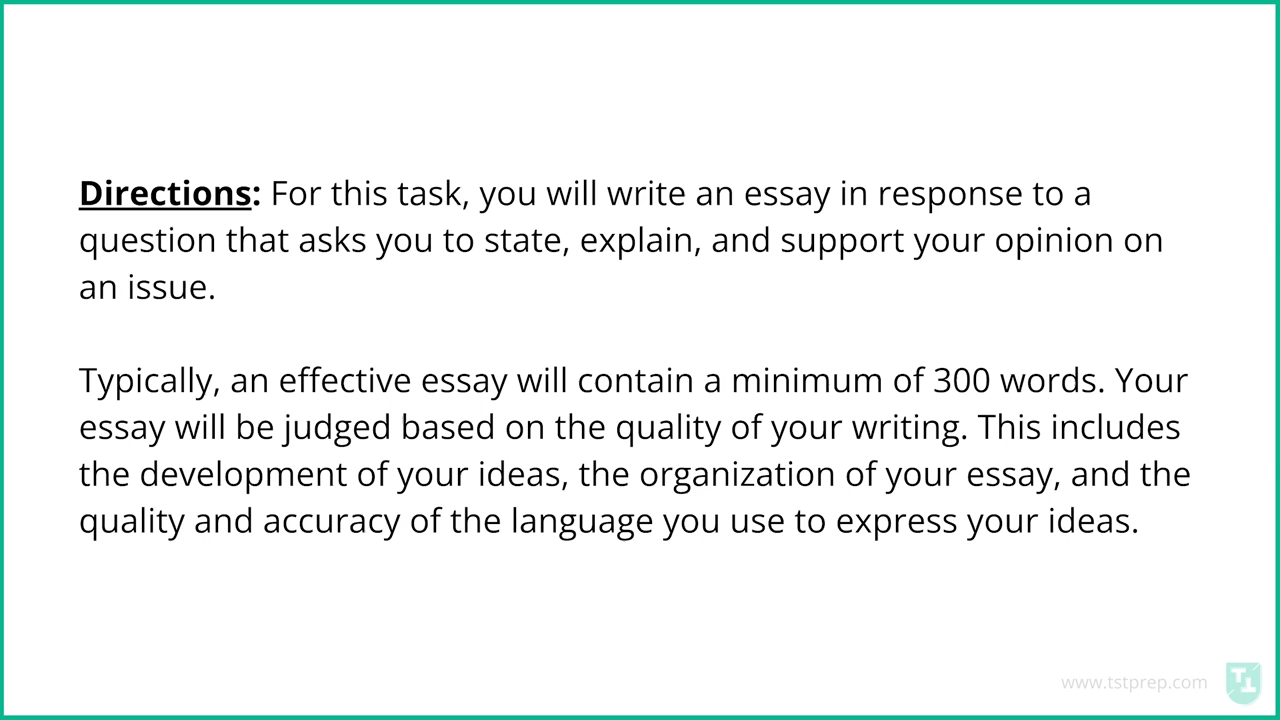 Directions: For this task, you will write an essay in response to a
question that asks you to state, explain, and support your opinion on
an issue.
Typically, an effective essay will contain a minimum of 300 words. Your
essay will be judged based on the quality of your writing. This includes
the development of your ideas, the organization of your essay, and the
quality and accuracy of the language you use to express your ideas.
www.tstprep.com